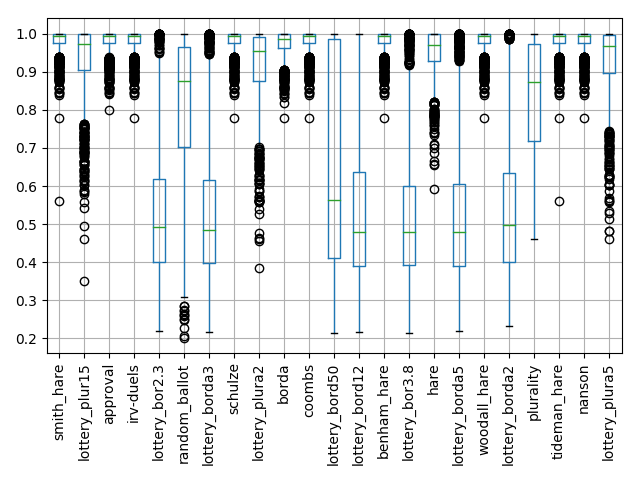 1.0
0.9
0.8
0.7
0.6
0.5
0.4
0.3
0.2
smith_hare
lottery_plur15
approval
irv-duels
lottery_bor2.3
random_ballot
lottery_borda3
schulze
lottery_plura2
borda
coombs
lottery_bord50
lottery_bord12
benham_hare
lottery_bor3.8
hare
lottery_borda5
woodall_hare
lottery_borda2
plurality
tideman_hare
nanson
lottery_plura5